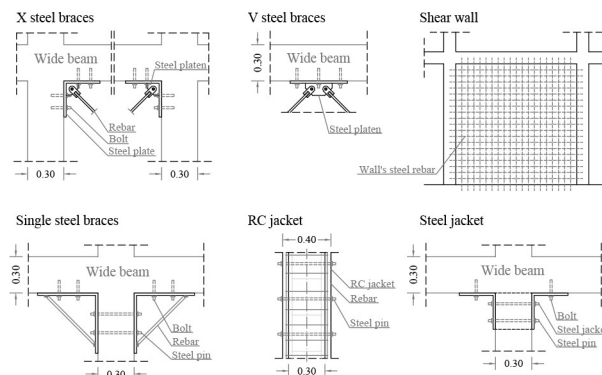 X steel braces
Wide beam
Steel platen
Rebar
Bolt
Steel plate
0.30
0.30
V steel braces
0.30
Wide beam
Steel platen
Shear wall
Wall's steel rebar
Single steel braces
0.30
Wide beam
Bolt
Rebar
Steel pin
0.30
RC jacket
0.40
RC jacket
Rebar
Steel pin
0.30
Steel jacket
0.30
Wide beam
Bolt
Steel jacket
Steel pin
0.30